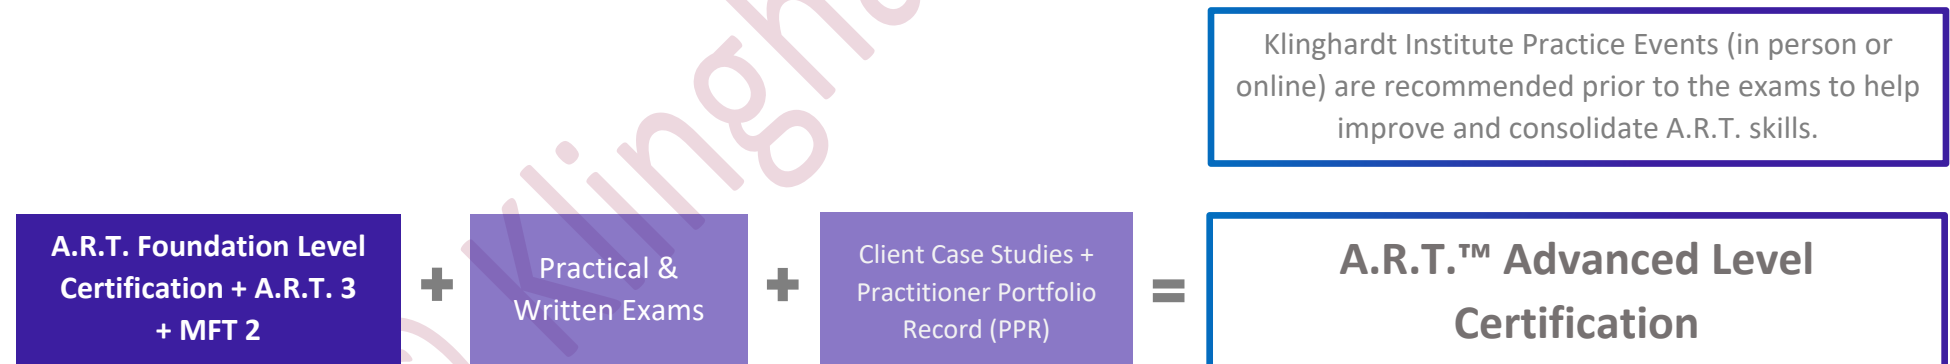 Klinghardt Institute Practice Events (in person or
online) are recommended prior to the exams to help
improve and consolidate A.R.T. skills.
A.R.T. Foundation Level
Certification + A.R.T. 3
+ MFT 2
+
Practical &
Written Exams
+
Client Case Studies +
Practitioner Portfolio
Record (PPR)
=
A.R.T.™ Advanced Level
Certification